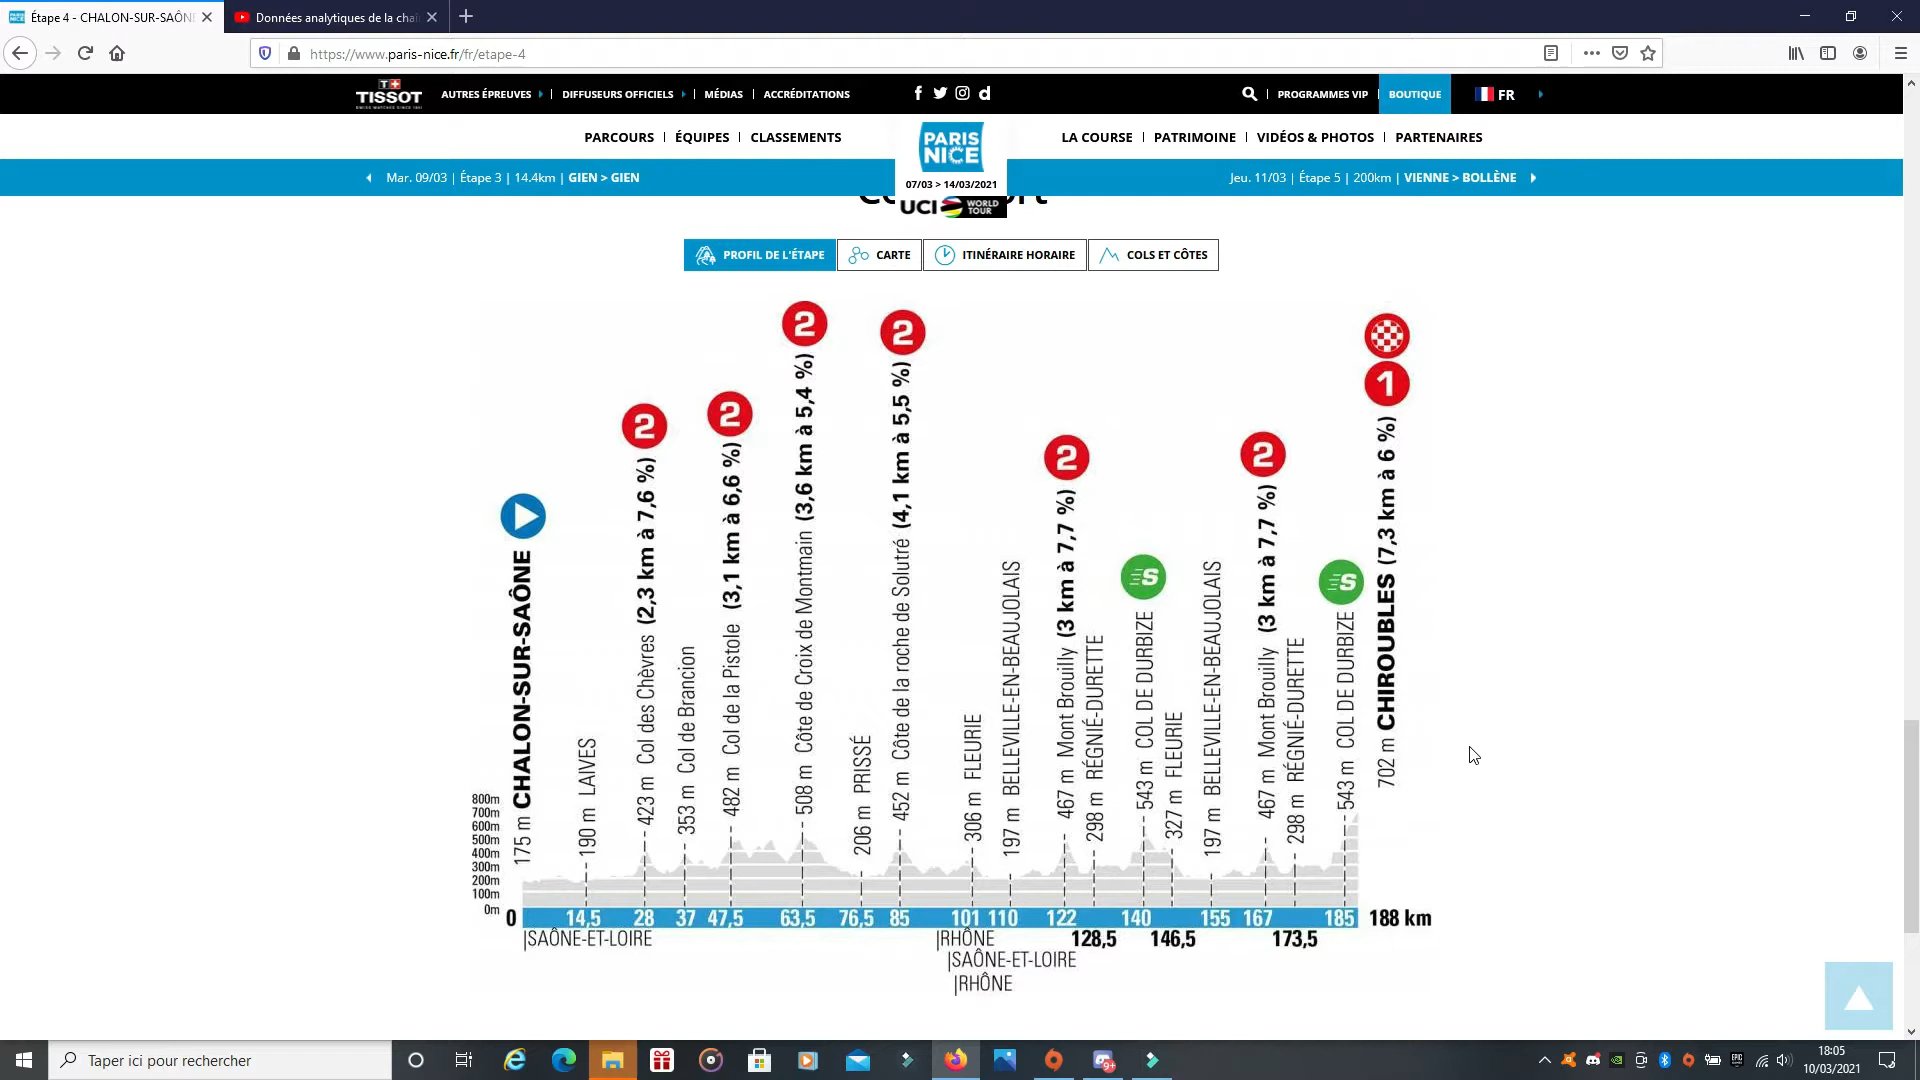 Étape 4 - CHALON-SUR-SAÔN
Données analytiques de la chaî
https://www.paris-nice.fr/fr/etape-4
TISSOT
AUTRES ÉPREUVES
DIFFUSEURS OFFICIELS
MÉDIAS
ACCRÉDITATIONS
PROGRAMMES VIP
BOUTIQUE
FR
PARCOURS
ÉQUIPES
CLASSEMENTS
PARIS
NICE
LA COURSE
PATRIMOINE
VIDÉOS & PHOTOS
PARTENAIRES
Mar. 09/03 | Étape 3 | 14.4km | GIEN > GIEN
07/03 > 14/03/2021
Jeu. 11/03 | Étape 5 | 200km | VIENNE > BOLLÈNE
UCI WORLD
TOUR
PROFIL DE L'ÉTAPE
CARTE
ITINÉRAIRE HORAIRE
COLS ET CÔTES
175 m CHALON-SUR-SAÔNE
190 m LAIVES
2
423 m Col des Chèvres (2,3 km à 7,6 %)
353 m Col de Brancion
2
482 m Col de la Pistole (3,1 km à 6,6 %)
2
508 m Côte de Croix de Montmain (3,6 km à 5,4 %)
206 m PRISSÉ
2
452 m Côte de la roche de Solutré (4,1 km à 5,5 %)
306 m FLEURIE
197 m BELLEVILLE-EN-BEAUJOLAIS
2
467 m Mont Brouilly (3 km à 7,7 %)
298 m RÉGNIÉ-DURETTE
S
543 m COL DE DURBIZE
327 m FLEURIE
197 m BELLEVILLE-EN-BEAUJOLAIS
2
467 m Mont Brouilly (3 km à 7,7 %)
298 m RÉGNIÉ-DURETTE
S
543 m COL DE DURBIZE
1
702 m CHIROUBLES (7,3 km à 6 %)
800m
700m
600m
500m
400m
300m
200m
100m
0m
0 14,5 28 37 47,5 63,5 76,5 85 101 110 122 140 155 167 185 188 km
128,5 146,5 173,5
|SAÔNE-ET-LOIRE
|RHÔNE
|SAÔNE-ET-LOIRE
|RHÔNE
Taper ici pour rechercher
18:05
10/03/2021